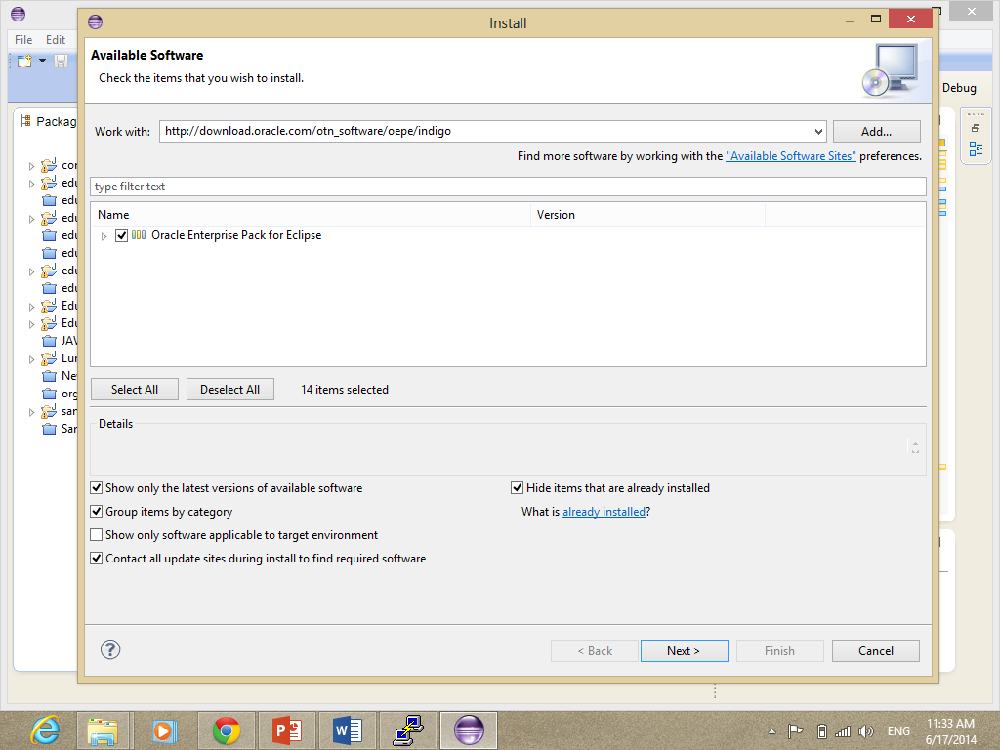 Install
File Edit
Available Software
Check the items that you wish to install.
Debug
Packag
Work with: http://download.oracle.com/otn_software/oepe/indigo Add...
Find more software by working with the "Available Software Sites" preferences.
type filter text
Name Version
Oracle Enterprise Pack for Eclipse
cor
edu
edu
edu
edu
edu
edu
edu
Edu
Edu
JAV
Lun
Nev
org
san
San
Select All Deselect All 14 items selected
Details
Show only the latest versions of available software Hide items that are already installed
Group items by category What is already installed?
Show only software applicable to target environment
Contact all update sites during install to find required software
? < Back Next > Finish Cancel
ENG 11:33 AM
6/17/2014